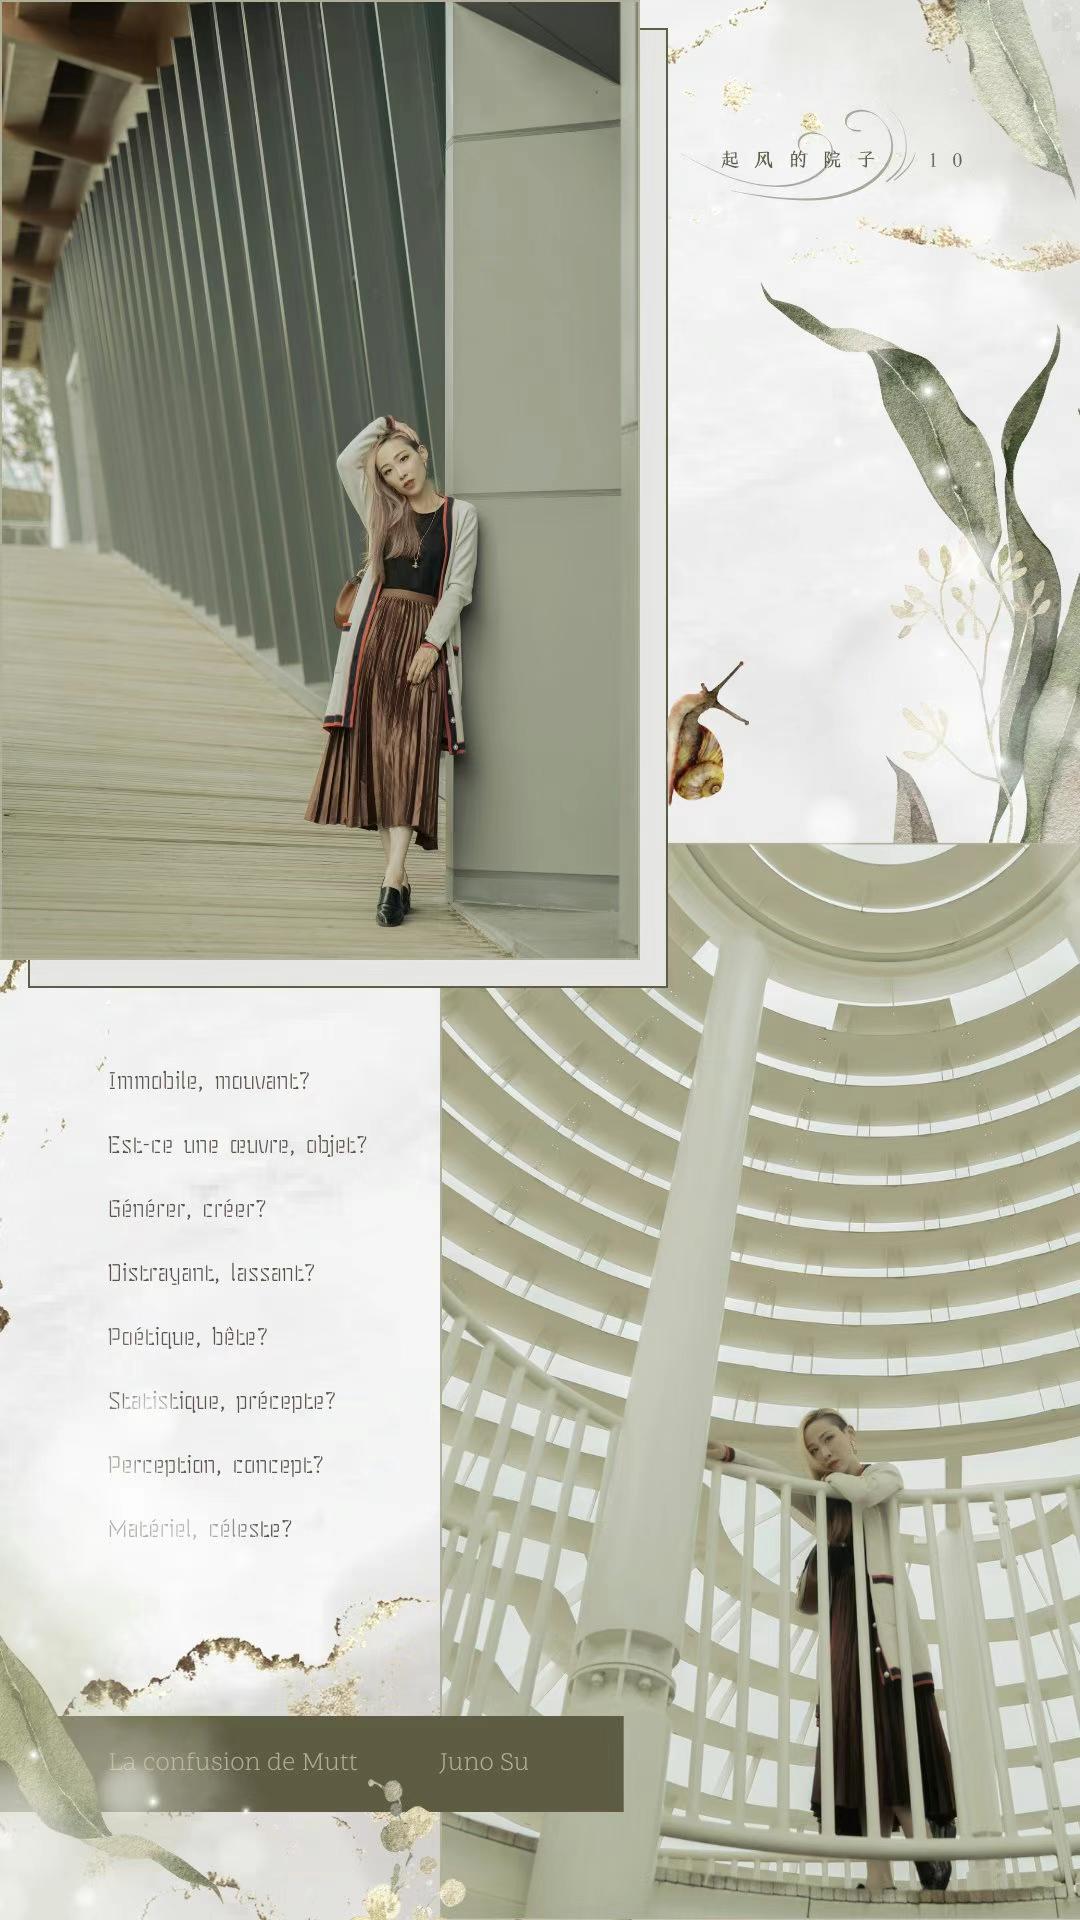 起风的院子 10
Immobile, mouvant?
Est-ce une œuvre, objet?
Générer, créer?
Distrayant, lassant?
Poétique, bête?
Statistique, précepte?
Perception, concept?
Matériel, céleste?
La confusion de Mutt Juno Su